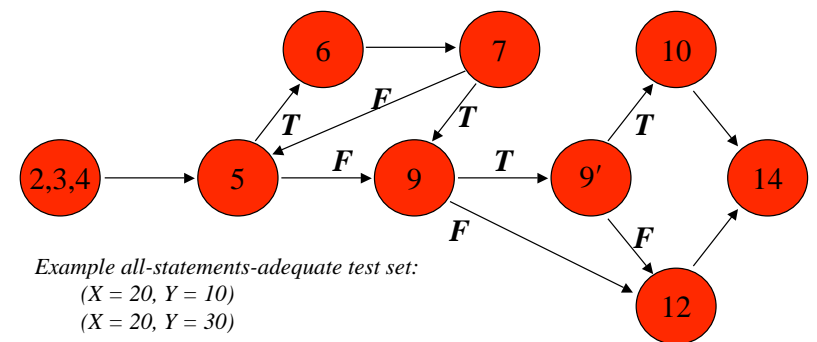 6
7
10
F
T
T
T
2,3,4
5
F
9
T
9′
14
F
F
Example all-statements-adequate test set:
(X = 20, Y = 10)
(X = 20, Y = 30)
12